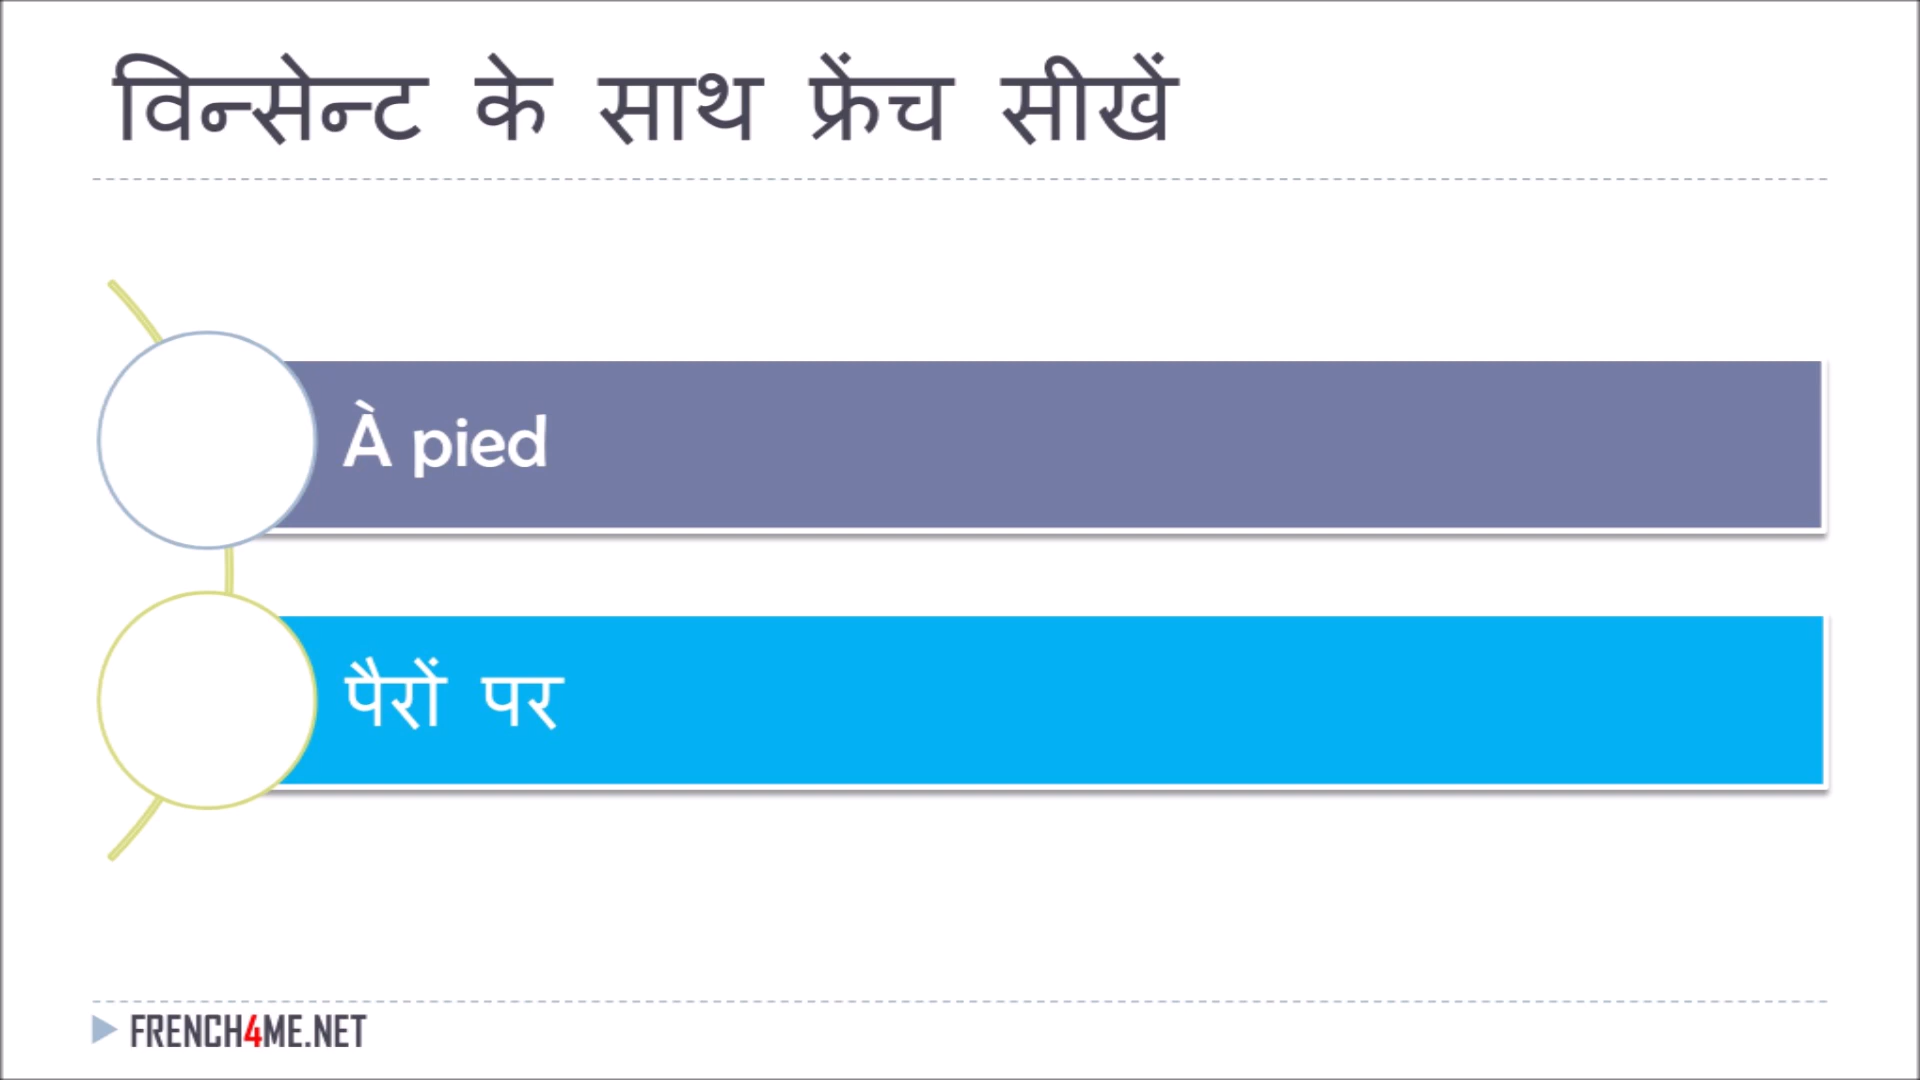 विन्सेन्ट के साथ फ्रेंच सीखें
À pied
पैरों पर
FRENCH4ME.NET